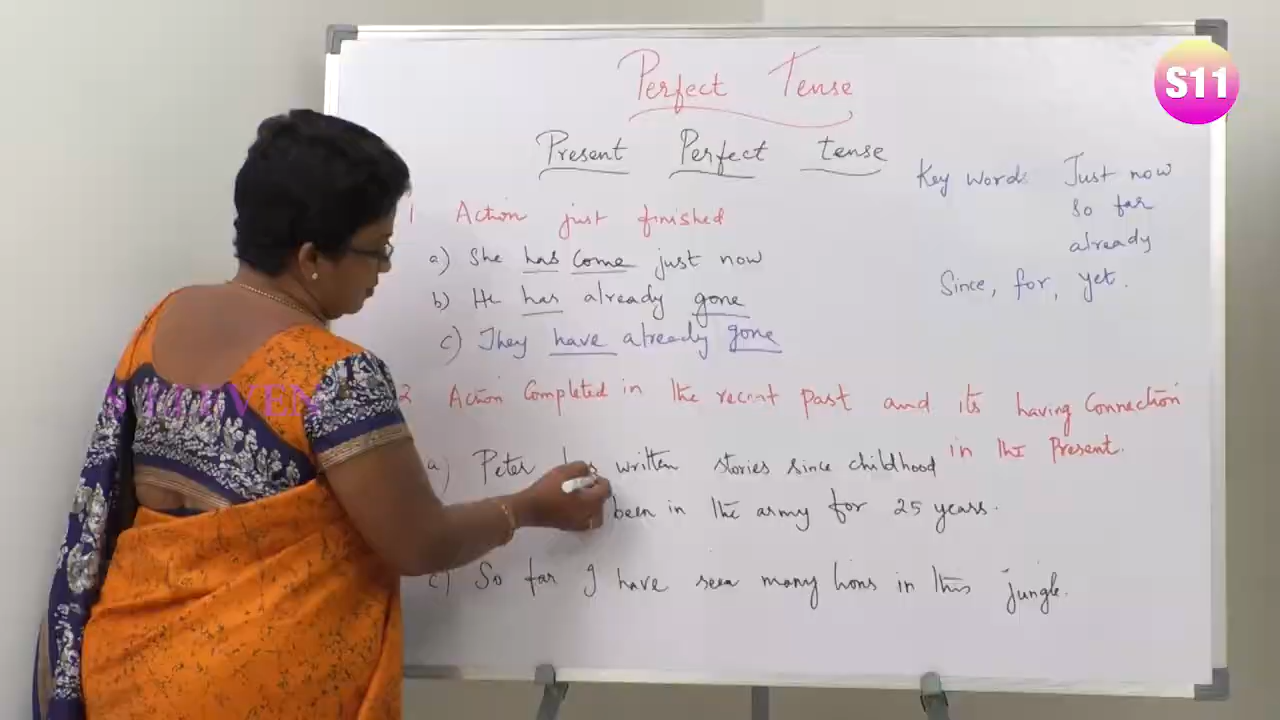 S11
Perfect Tense
Present Perfect tense
Key words Just now
so far
already
Since, for, yet.
1 Action just finished
a) She has come just now
b) He has already gone
c) They have already gone
2 Action Completed in the recent past and its having Connection
in the Present.
a) Peter has written stories since childhood
been in the army for 25 years.
c) So far I have seen many lions in this jungle.